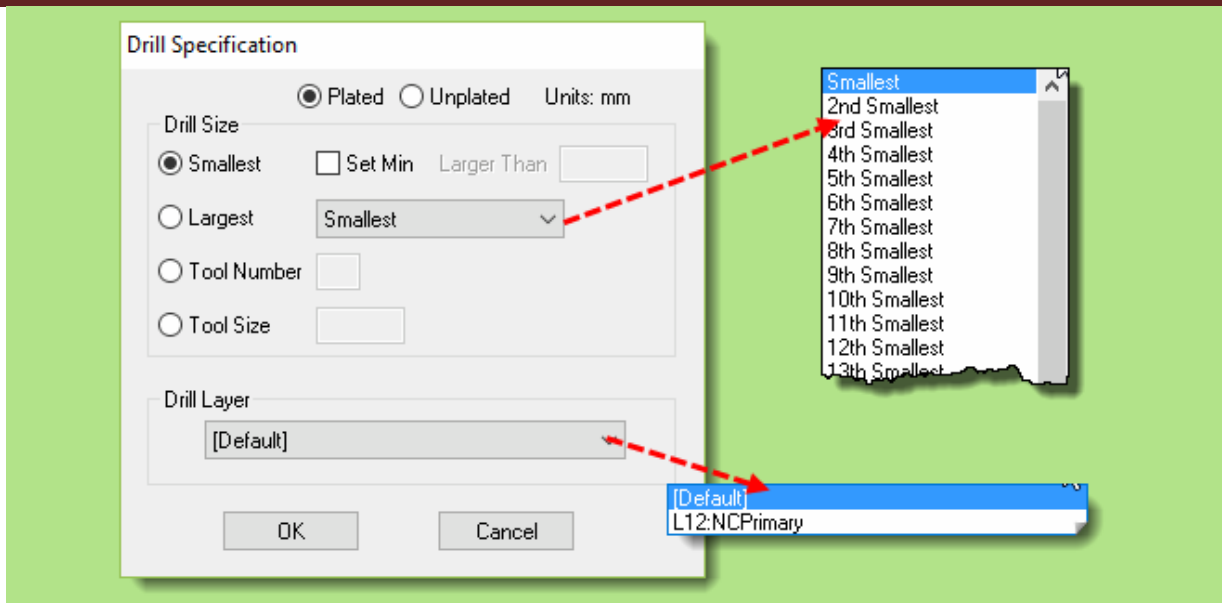 Drill Specification
Plated Unplated Units: mm
Drill Size
Smallest Set Min Larger Than
Largest Smallest
Tool Number
Tool Size
Drill Layer
[Default]
OK Cancel
Smallest
2nd Smallest
3rd Smallest
4th Smallest
5th Smallest
6th Smallest
7th Smallest
8th Smallest
9th Smallest
10th Smallest
11th Smallest
12th Smallest
13th Smallest
[Default]
L12:NCPrimary